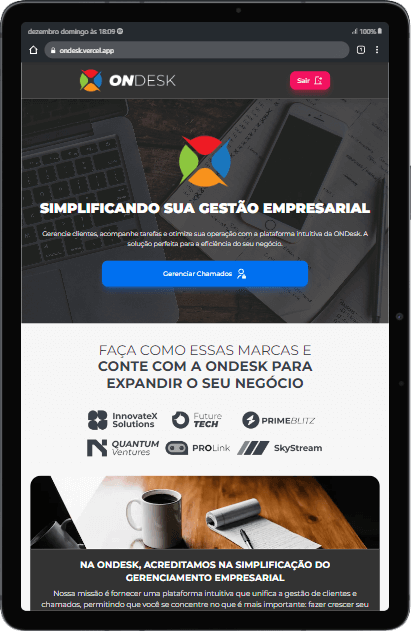 dezembro domingo às 18:09
100%
ondesk.vercel.app
1
ONDESK
Sair
SIMPLIFICANDO SUA GESTÃO EMPRESARIAL
Gerencie clientes, acompanhe tarefas e otimize sua operação com a plataforma intuitiva da ONDesk. A
solução perfeita para a eficiência do seu negócio.
Gerenciar Chamados
FAÇA COMO ESSAS MARCAS E
CONTE COM A ONDESK PARA
EXPANDIR O SEU NEGÓCIO
InnovateX
Solutions
Future
TECH
PRIMEBLITZ
QUANTUM
Ventures
PROLink
SkyStream
NA ONDESK, ACREDITAMOS NA SIMPLIFICAÇÃO DO
GERENCIAMENTO EMPRESARIAL
Nossa missão é fornecer uma plataforma intuitiva que unifica a gestão de clientes e
chamados, permitindo que você se concentre no que é mais importante: fazer crescer seu